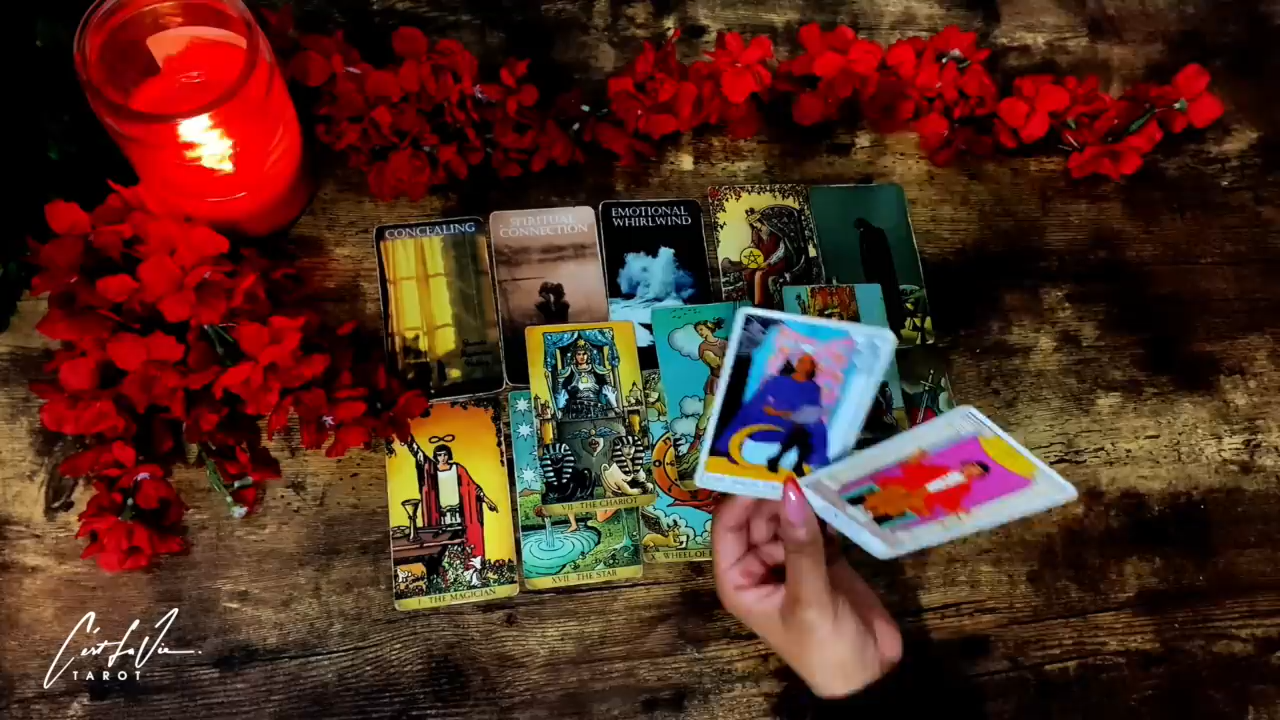 CONCEALING
SPIRITUAL
CONNECTION
EMOTIONAL
WHIRLWIND
VII THE CHARIOT
I THE MAGICIAN
XVII THE STAR
X WHEEL OF
C'est La Vie
TAROT